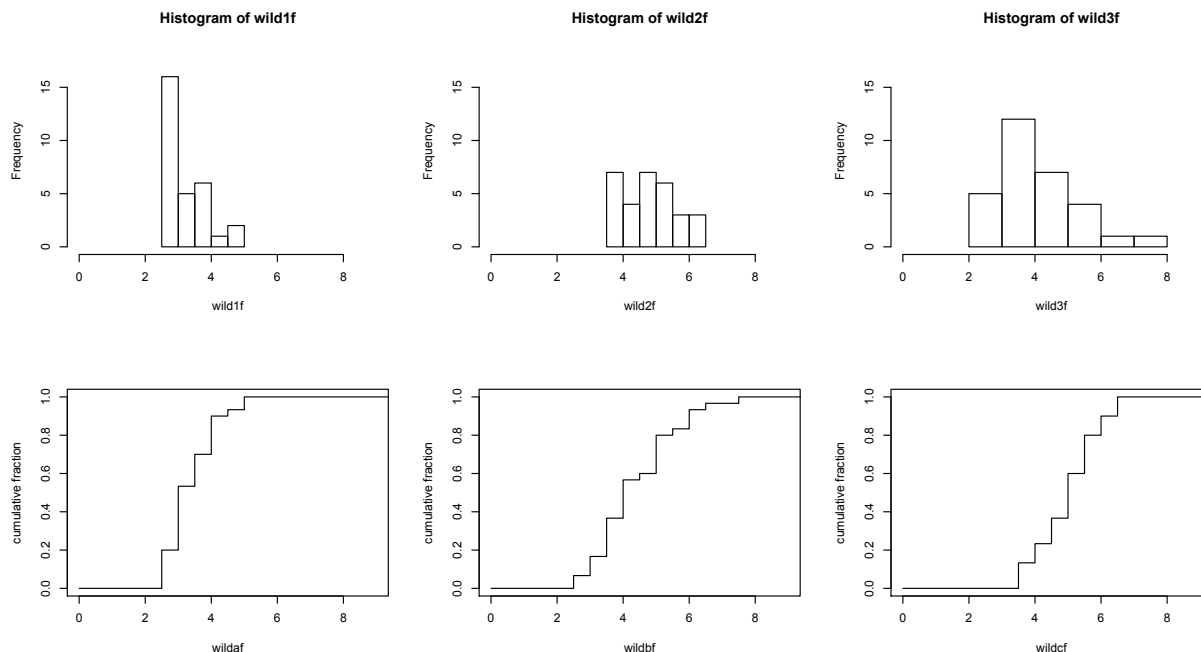 Histogram of wild1f
Histogram of wild2f
Histogram of wild3f
Frequency
0 5 10 15
0 2 4 6 8
wild1f
Frequency
0 5 10 15
0 2 4 6 8
wild2f
Frequency
0 5 10 15
0 2 4 6 8
wild3f
cumulative fraction
0.0 0.2 0.4 0.6 0.8 1.0
0 2 4 6 8
wildaf
cumulative fraction
0.0 0.2 0.4 0.6 0.8 1.0
0 2 4 6 8
wildbf
cumulative fraction
0.0 0.2 0.4 0.6 0.8 1.0
0 2 4 6 8
wildcf